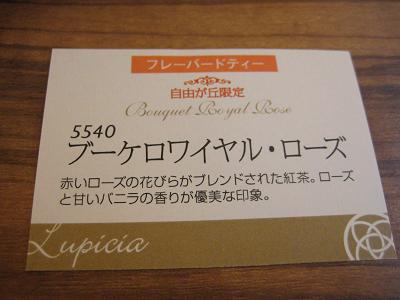 フレーバードティー
自由が丘限定
Bouquet Royal Rose
5540
ブーケロワイヤル・ローズ
赤いローズの花びらがブレンドされた紅茶。ローズ
と甘いバニラの香りが優美な印象。
Lupicia